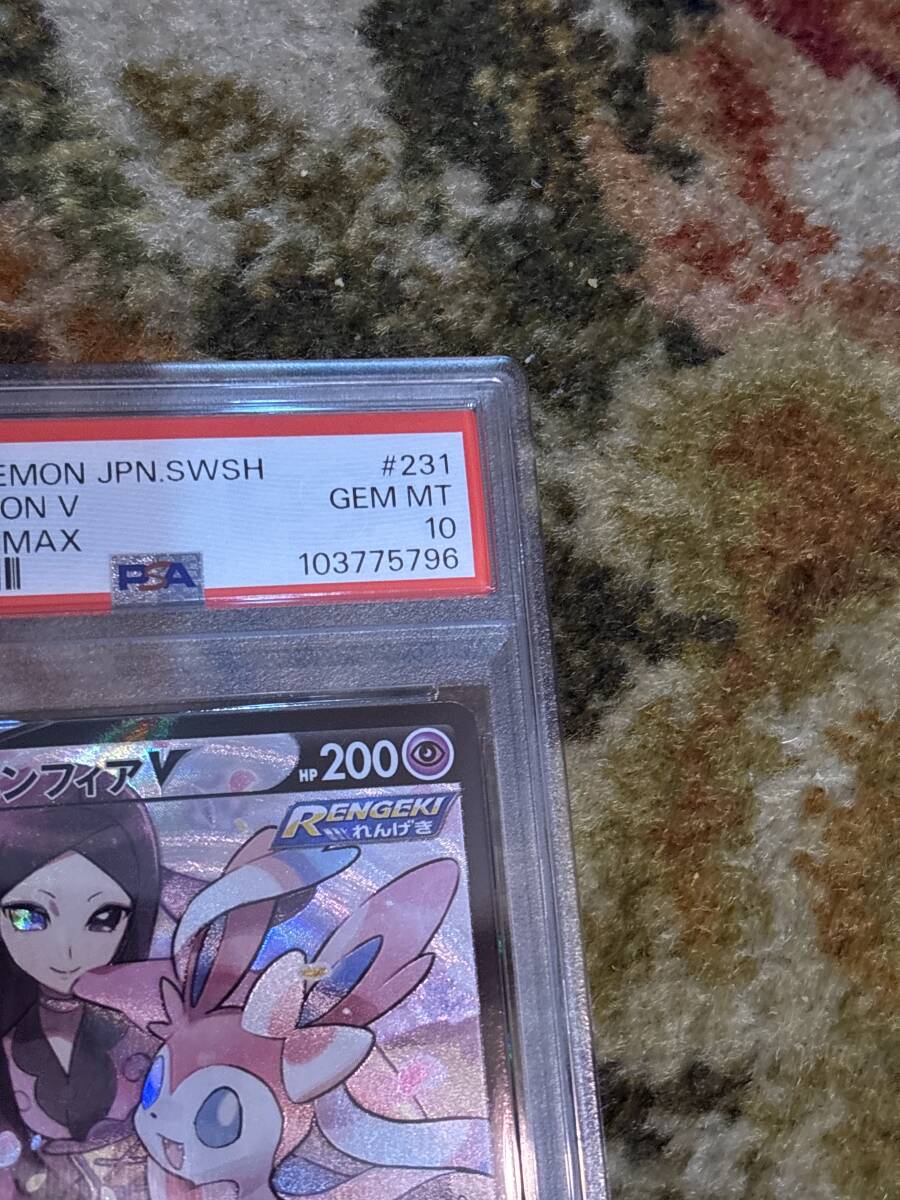 EMON JPN.SWSH #231
ON V GEM MT
MAX 10
PSA 103775796
ンフィアV HP200
RENGEKI
れんげき